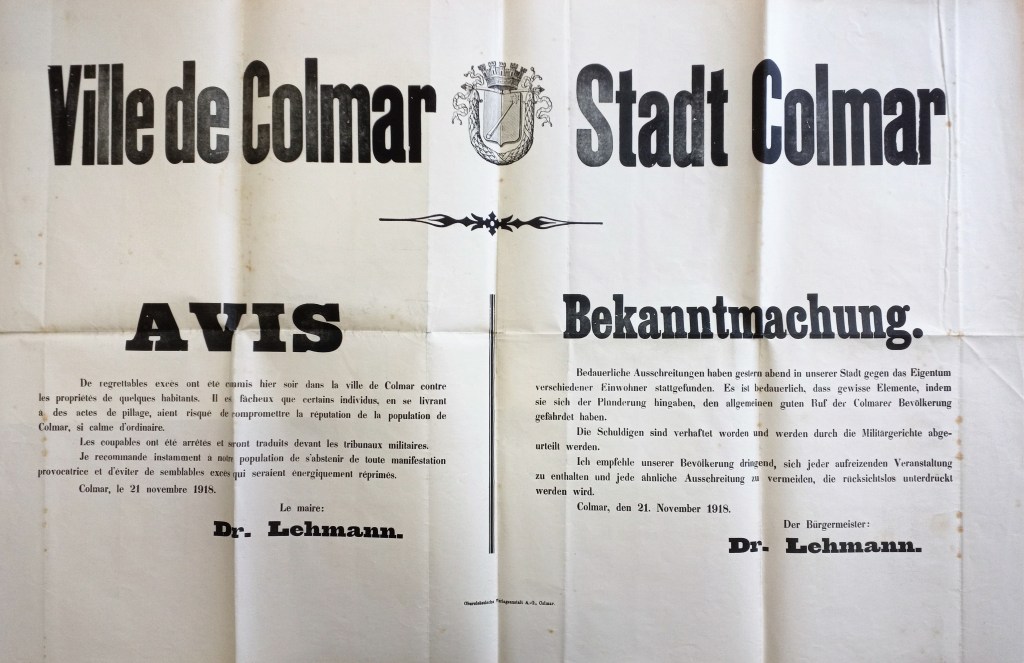 Ville de Colmar
Stadt Colmar
AVIS
De regrettables excès ont été commis hier soir dans la ville de Colmar contre
les propriétés de quelques habitants. Il es fâcheux que certains individus, en se livrant
à des actes de pillage, aient risqué de compromettre la réputation de la population de
Colmar, si calme d'ordinaire.
Les coupables ont été arrêtés et seront traduits devant les tribunaux militaires.
Je recommande instamment a notre population de s'abstenir de toute manifestation
provocatrice et d'éviter de semblables excès qui seraient énergiquement réprimés.
Colmar, le 21 novembre 1918.
Le maire:
Dr. Lehmann.
Bekanntmachung.
Bedauerliche Ausschreitungen haben gestern abend in unserer Stadt gegen das Eigentum
verschiedener Einwohner stattgefunden. Es ist bedauerlich, dass gewisse Elemente, indem
sie sich der Plünderung hingaben, den allgemeinen guten Ruf der Colmarer Bevölkerung
gefährdet haben.
Die Schuldigen sind verhaftet worden und werden durch die Militärgerichte abge-
urteilt werden.
Ich empfehle unserer Bevölkerung dringend, sich jeder aufreizenden Veranstaltung
zu enthalten und jede ähnliche Ausschreitung zu vermeiden, die rücksichtslos unterdrückt
werden wird.
Colmar, den 21. November 1918.
Der Bürgermeister:
Dr. Lehmann.
Oberelsässische Verlagsanstalt A.-G., Colmar